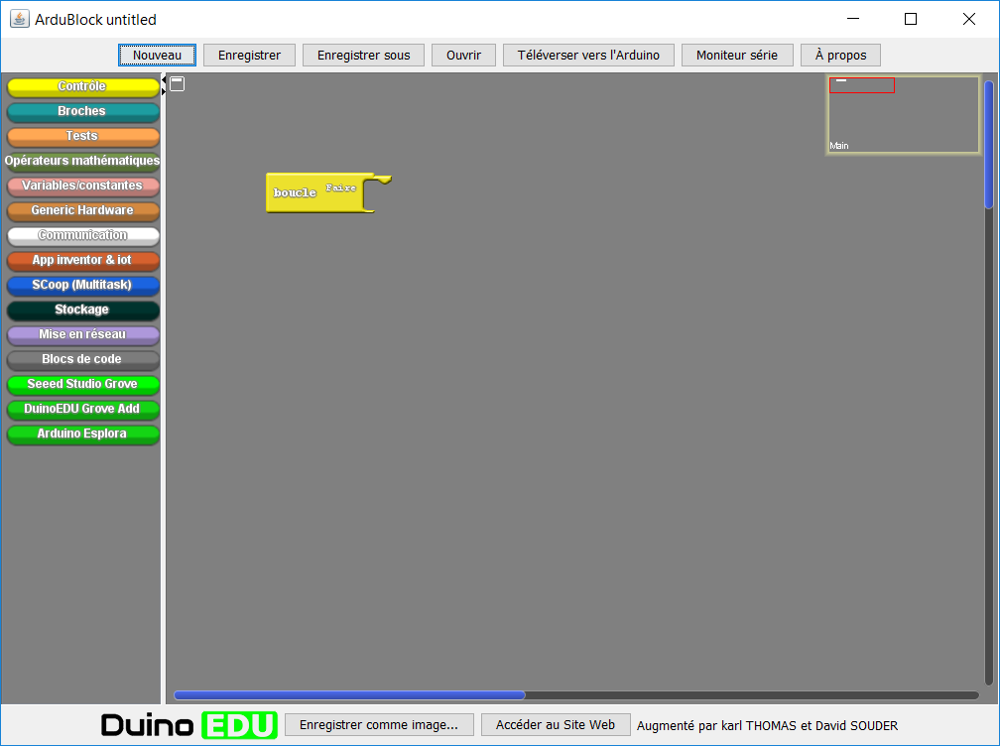 ArduBlock untitled
Nouveau Enregistrer Enregistrer sous Ouvrir Téléverser vers l'Arduino Moniteur série À propos
Contrôle
Broches
Tests
Opérateurs mathématiques
Variables/constantes
Generic Hardware
Communication
App inventor & iot
SCoop (Multitask)
Stockage
Mise en réseau
Blocs de code
Seeed Studio Grove
DuinoEDU Grove Add
Arduino Esplora
boucle Faire
Main
Duino EDU Enregistrer comme image... Accéder au Site Web Augmenté par karl THOMAS et David SOUDER